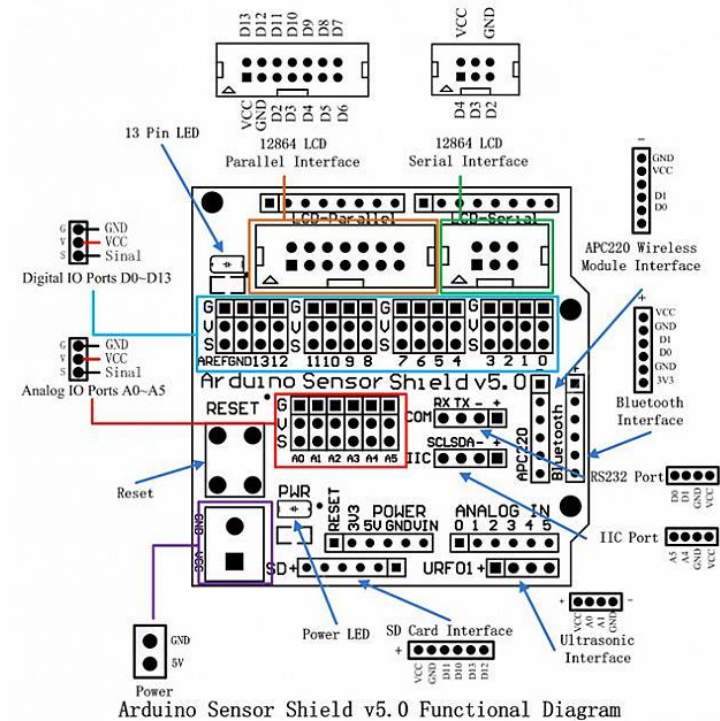 D13 D12 D11 D10 D9 D8 D7
VCC GND D2 D3 D4 D5 D6
VCC GND
D4 D3 D2
13 Pin LED
12864 LCD
Parallel Interface
12864 LCD
Serial Interface
-
GND
VCC
D1
D0
APC220 Wireless
Module Interface
LCD-Parallel
LCD-Serial
G GND
V VCC
S Sinal
Digital IO Ports D0~D13
G GND
V VCC
S Sinal
Analog IO Ports A0~A5
G G G G
V V V V
S S S S
AREF GND 13 12 11 10 9 8 7 6 5 4 3 2 1 0
Arduino Sensor Shield v5.0
+
VCC
GND
D1
D0
GND
3V3
Bluetooth
Interface
- +
APC220
Bluetooth
RESET
G
V
S
A0 A1 A2 A3 A4 A5
RX TX - +
COM
SCL SDA - +
IIC
RS232 Port
D0 D1 GND VCC
IIC Port
A5 A4 GND VCC
Reset
PWR
GND VCC
POWER
RESET 3V3 5V GND VIN
ANALOG IN
0 1 2 3 4 5
SD+
URF01+
+ -
VCC A0 A1 GND
Ultrasonic
Interface
Power LED
SD Card Interface
+
VCC GND D11 D10 D13 D12
GND
5V
Power
Arduino Sensor Shield v5.0 Functional Diagram